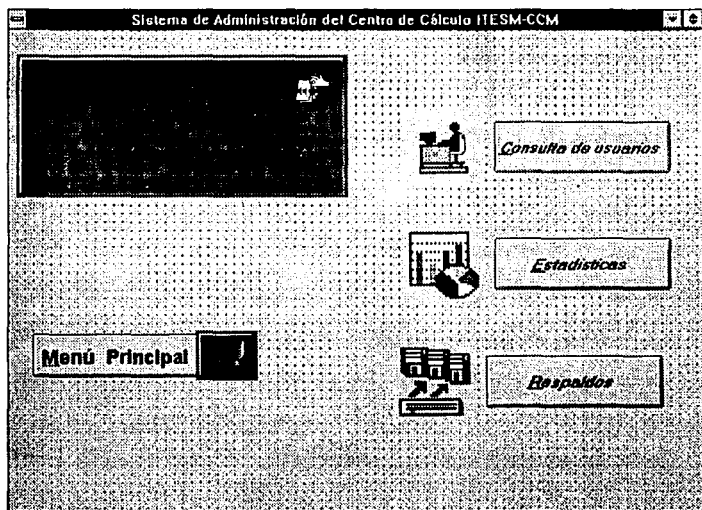 Sistema de Administración del Centro de Cálculo ITESM-CCM
Consulta de usuarios
Estadísticas
Menú Principal
Respaldos